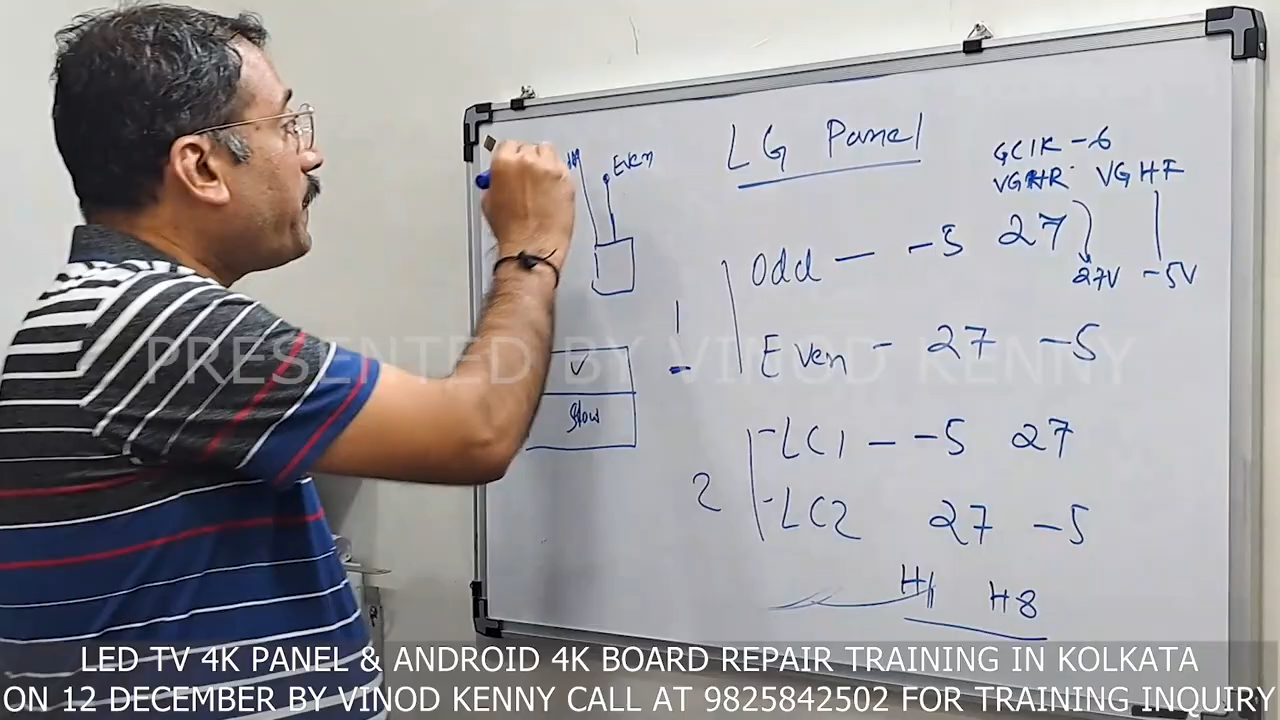 LG Panel
GCIK -6
VGHR VGHF
Even
Odd — -5 27
27V -5V
1
Even - 27 -5
✓
Slow
-LC1 - -5 27
2
-LC2 27 -5
H1 H8
PRESENTED BY VINOD KENNY
LED TV 4K PANEL & ANDROID 4K BOARD REPAIR TRAINING IN KOLKATA
ON 12 DECEMBER BY VINOD KENNY CALL AT 9825842502 FOR TRAINING INQUIRY